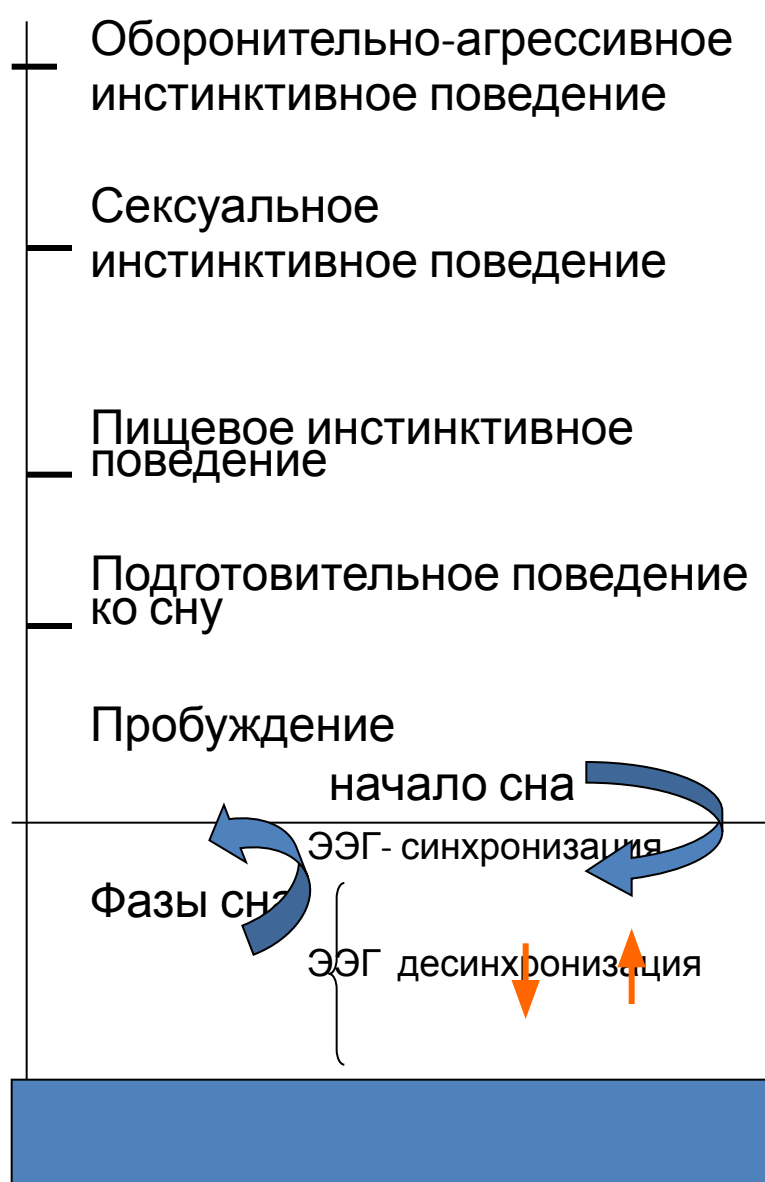 Оборонительно-агрессивное
инстинктивное поведение
Сексуальное
инстинктивное поведение
Пищевое инстинктивное
поведение
Подготовительное поведение
ко сну
Пробуждение
начало сна
ЭЭГ- синхронизация
Фазы сна
ЭЭГ десинхронизация